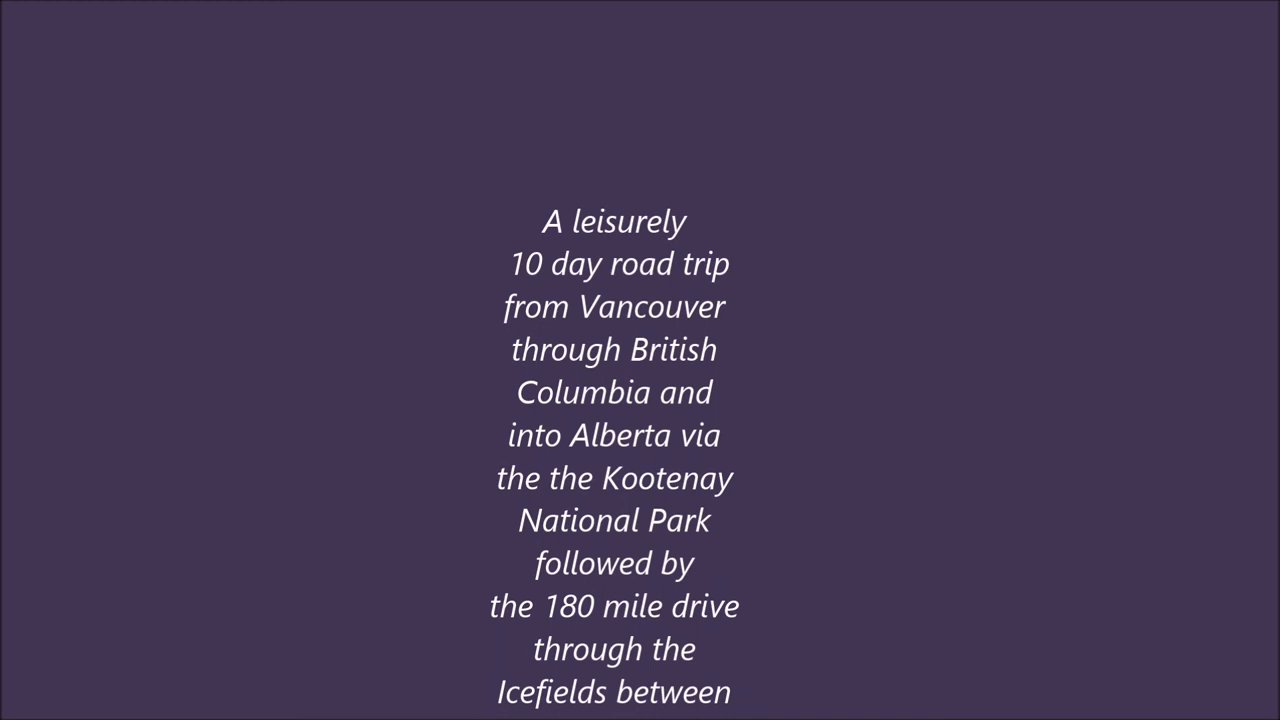 A leisurely
10 day road trip
from Vancouver
through British
Columbia and
into Alberta via
the the Kootenay
National Park
followed by
the 180 mile drive
through the
Icefields between